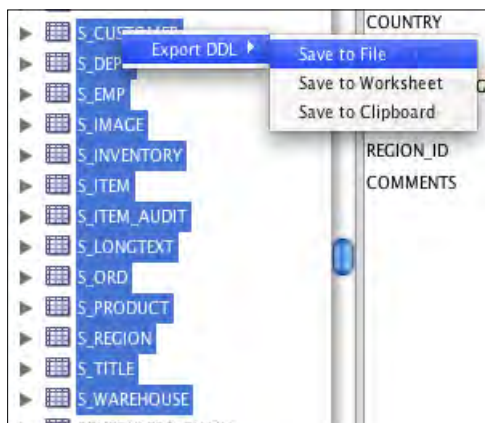 S_CUSTOMER
Export DDL
Save to File
Save to Worksheet
Save to Clipboard
S_DEP
S_EMP
S_IMAGE
S_INVENTORY
S_ITEM
S_ITEM_AUDIT
S_LONGTEXT
S_ORD
S_PRODUCT
S_REGION
S_TITLE
S_WAREHOUSE
COUNTRY
REGION_ID
COMMENTS